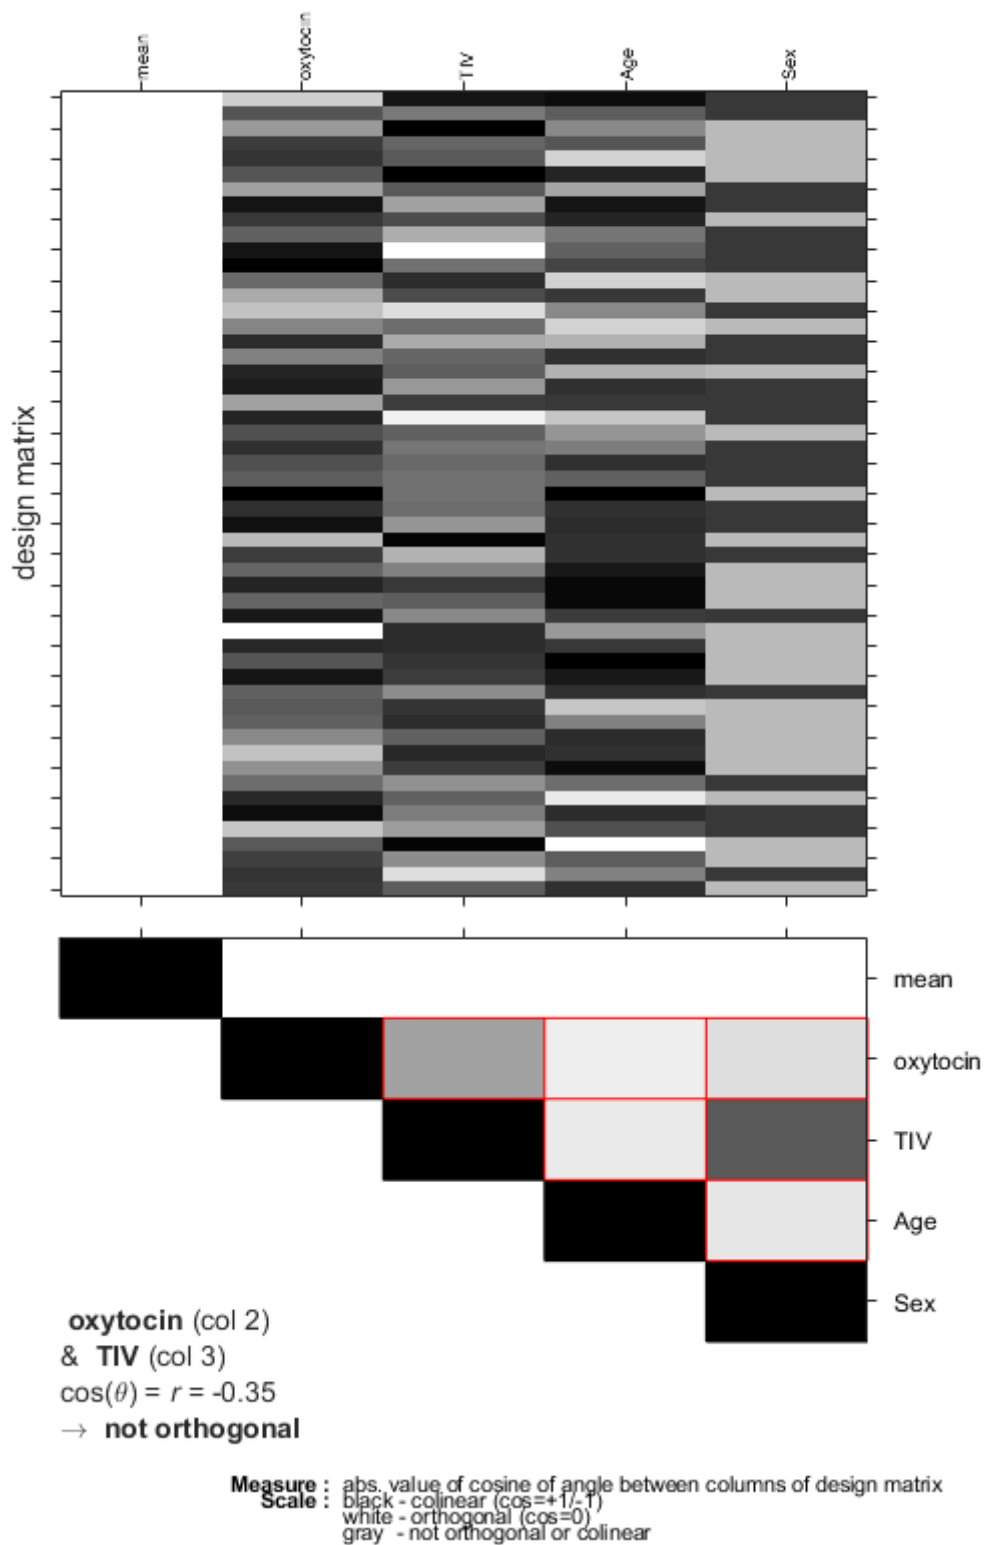 mean
oxytocin
TIV
Age
Sex
design matrix
mean
oxytocin
TIV
Age
Sex
oxytocin (col 2)
& TIV (col 3)
cos(θ) = r = -0.35
→ not orthogonal
Measure : abs. value of cosine of angle between columns of design matrix
Scale : black - colinear (cos=+1/-1)
white - orthogonal (cos=0)
gray - not orthogonal or colinear